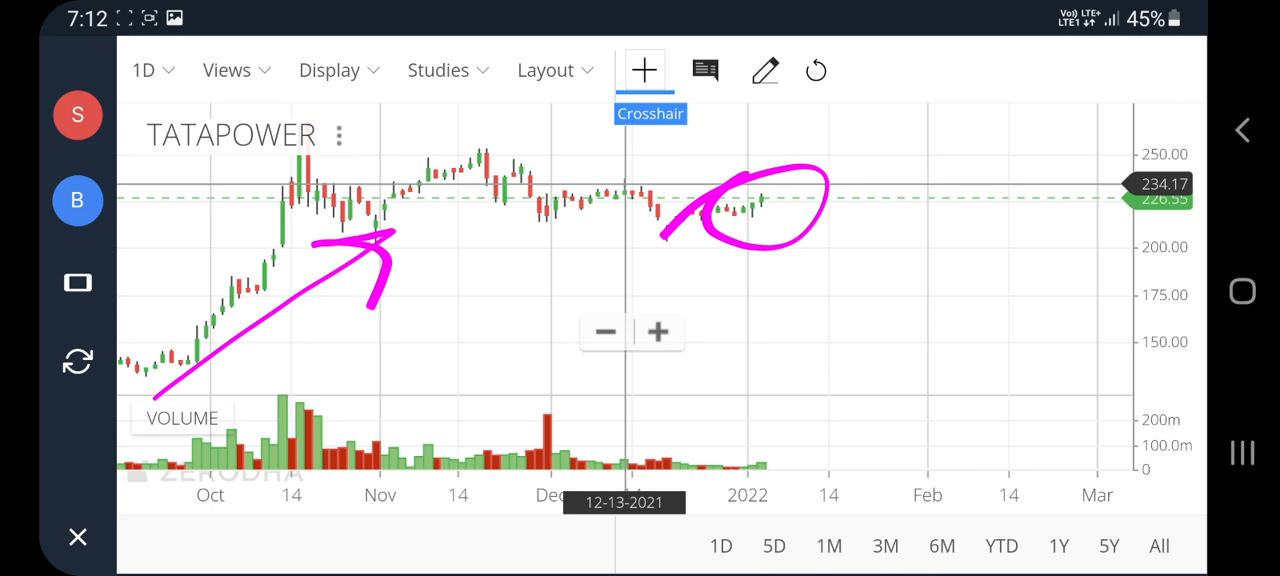 7:12
Vo) LTE+
LTE1 45%
1D Views Display Studies Layout
Crosshair
S
TATAPOWER
250.00
234.17
226.55
B
200.00
175.00
150.00
VOLUME
200m
100.0m
0
ZERODHA
Oct 14 Nov 14 Dec 14 2022 14 Feb 14 Mar
12-13-2021
1D 5D 1M 3M 6M YTD 1Y 5Y All